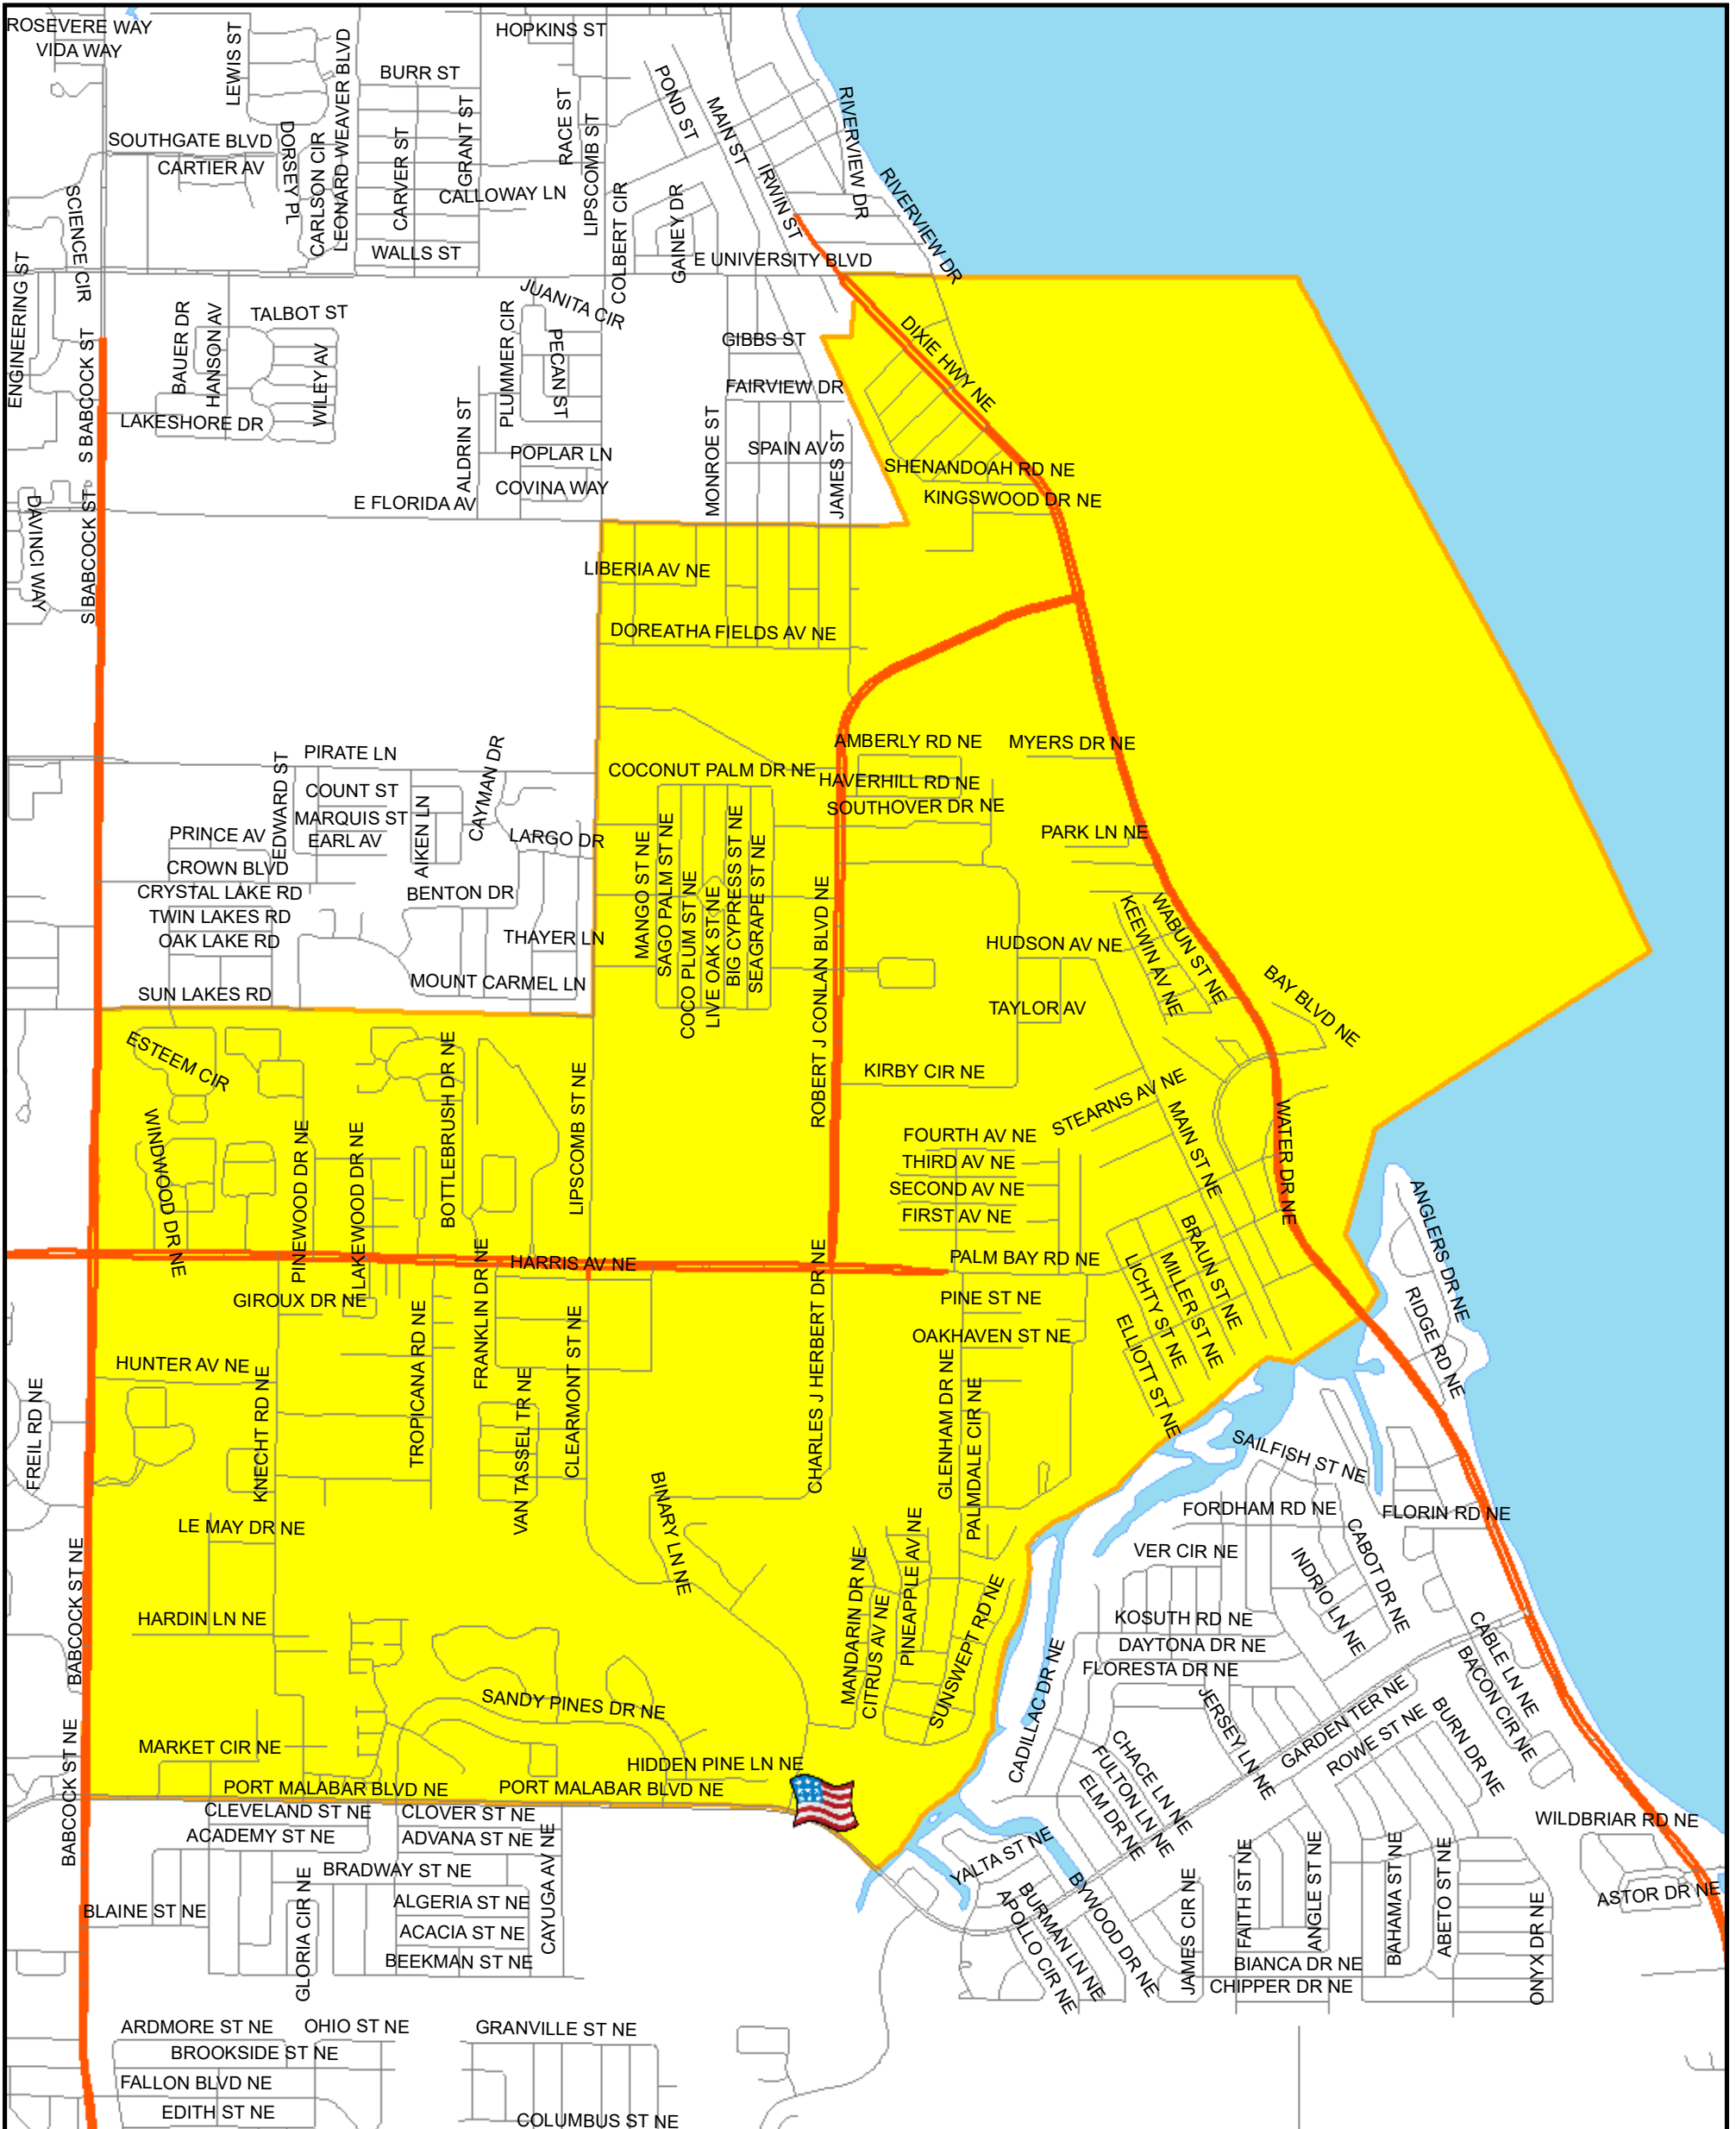 ROSEVERE WAY
VIDA WAY
LEWIS ST
LEONARD WEAVER BLVD
HOPKINS ST
BURR ST
POND ST
MAIN ST
RIVERVIEW DR
RACE ST
GRANT ST
LIPSCOMB ST
SOUTHGATE BLVD
DORSEY PL
CARLSON CIR
CARVER ST
CARTIER AV
CALLOWAY LN
IRWIN ST
RIVERVIEW DR
SCIENCE CIR
COLBERT CIR
GAINEY DR
WALLS ST
E UNIVERSITY BLVD
ENGINEERING ST
JUANITA CIR
TALBOT ST
BAUER DR
HANSON AV
WILEY AV
PLUMMER CIR
PECAN ST
GIBBS ST
DIXIE HWY NE
S BABCOCK ST
FAIRVIEW DR
LAKESHORE DR
ALDRIN ST
MONROE ST
JAMES ST
POPLAR LN
SPAIN AV
SHENANDOAH RD NE
COVINA WAY
KINGSWOOD DR NE
E FLORIDA AV
DAVINCI WAY
S BABCOCK ST
LIBERIA AV NE
DOREATHA FIELDS AV NE
PIRATE LN
AMBERLY RD NE
MYERS DR NE
EDWARD ST
CAYMAN DR
COCONUT PALM DR NE
HAVERHILL RD NE
COUNT ST
SOUTHOVER DR NE
MARQUIS ST
AIKEN LN
PRINCE AV
EARL AV
LARGO DR
PARK LN NE
CROWN BLVD
CRYSTAL LAKE RD
BENTON DR
MANGO ST NE
SAGO PALM ST NE
COCO PLUM ST NE
LIVE OAK ST NE
BIG CYPRESS ST NE
SEAGRAPE ST NE
ROBERT J CONLAN BLVD NE
TWIN LAKES RD
OAK LAKE RD
THAYER LN
HUDSON AV NE
KEEWIN AV NE
WABUN ST NE
MOUNT CARMEL LN
SUN LAKES RD
TAYLOR AV
BAY BLVD NE
ESTEEM CIR
BOTTLEBRUSH DR NE
LIPSCOMB ST NE
KIRBY CIR NE
STEARNS AV NE
WINDWOOD DR NE
PINEWOOD DR NE
LAKEWOOD DR NE
FOURTH AV NE
MAIN ST NE
WATER DR NE
THIRD AV NE
SECOND AV NE
FIRST AV NE
ANGLERS DR NE
HARRIS AV NE
PALM BAY RD NE
BRAUN ST NE
MILLER ST NE
LICHTY ST NE
ELLIOTT ST NE
RIDGE RD NE
GIROUX DR NE
TROPICANA RD NE
FRANKLIN DR NE
CLEARMONT ST NE
CHARLES J HERBERT DR NE
PINE ST NE
OAKHAVEN ST NE
HUNTER AV NE
FREIL RD NE
KNECHT RD NE
VAN TASSEL TR NE
GLENHAM DR NE
PALMDALE CIR NE
SAILFISH ST NE
BINARY LN NE
FORDHAM RD NE
FLORIN RD NE
LE MAY DR NE
PINEAPPLE AV NE
VER CIR NE
CABOT DR NE
INDRIO LN NE
BABCOCK ST NE
MANDARIN DR NE
CITRUS AV NE
SUNSWEPT RD NE
HARDIN LN NE
KOSUTH RD NE
DAYTONA DR NE
CABLE LN NE
BACON CIR NE
CADILLAC DR NE
FLORESTA DR NE
SANDY PINES DR NE
JERSEY LN NE
GARDEN TER NE
ROWE ST NE
BURN DR NE
BABCOCK ST NE
MARKET CIR NE
HIDDEN PINE LN NE
CHACE LN NE
FULTON LN NE
ELM DR NE
PORT MALABAR BLVD NE
PORT MALABAR BLVD NE
CLEVELAND ST NE
CLOVER ST NE
WILDBRIAR RD NE
ACADEMY ST NE
ADVANA ST NE
CAYUGA AV NE
YALTA ST NE
BRADWAY ST NE
GLORIA CIR NE
ALGERIA ST NE
BLAINE ST NE
ACACIA ST NE
BEEKMAN ST NE
APOLLO CIR NE
BURMAN LN NE
BYWOOD DR NE
JAMES CIR NE
FAITH ST NE
ANGLE ST NE
BAHAMA ST NE
ABETO ST NE
ONYX DR NE
ASTOR DR NE
BIANCA DR NE
CHIPPER DR NE
ARDMORE ST NE
OHIO ST NE
GRANVILLE ST NE
BROOKSIDE ST NE
FALLON BLVD NE
EDITH ST NE
COLUMBUS ST NE